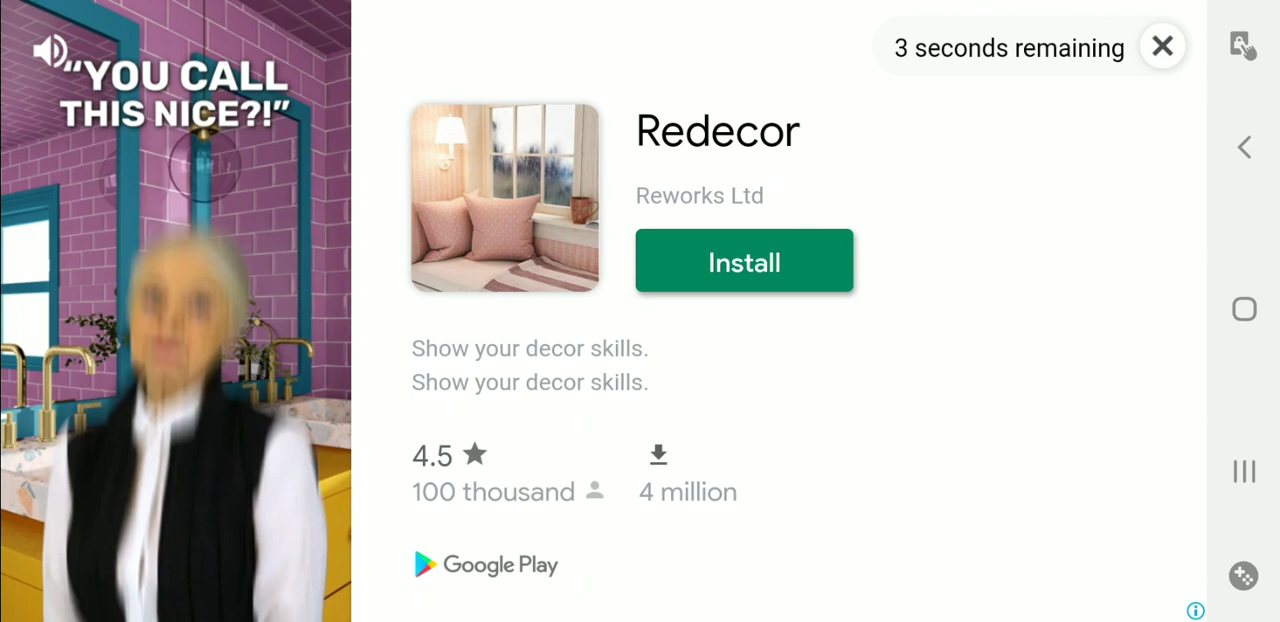 "YOU CALL
THIS NICE?!"
3 seconds remaining
Redecor
Reworks Ltd
Install
Show your decor skills.
Show your decor skills.
4.5
100 thousand
4 million
Google Play